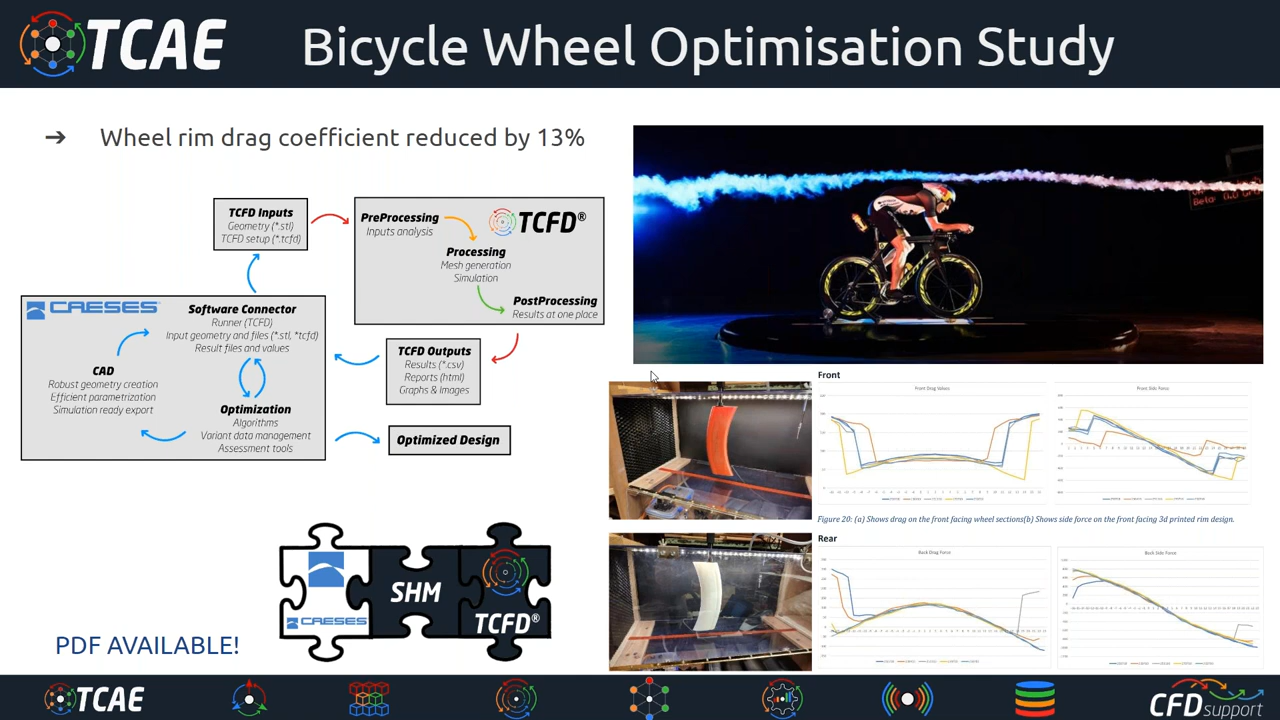 TCAE
Bicycle Wheel Optimisation Study
➔ Wheel rim drag coefficient reduced by 13%
TCFD Inputs
Geometry (*.stl)
TCFD setup (*.tcfd)
PreProcessing
Inputs analysis
TCFD®
Processing
Mesh generation
Simulation
PostProcessing
Results at one place
CAESES
Software Connector
Runner (TCFD)
Input geometry and files (*.stl, *tcfd)
Result files and values
CAD
Robust geometry creation
Efficient parametrization
Simulation ready export
Optimization
Algorithms
Variant data management
Assessment tools
TCFD Outputs
Results (*.csv)
Reports (html)
Graphs & Images
Optimized Design
CAESES
SHM
TCFD®
PDF AVAILABLE!
Front
Front Drag Values
Front Side Force
Figure 20: (a) Shows drag on the front facing wheel sections(b) Shows side force on the front facing 3d printed rim design.
Rear
Back Drag Force
Back Side Force
TCAE
CFD support